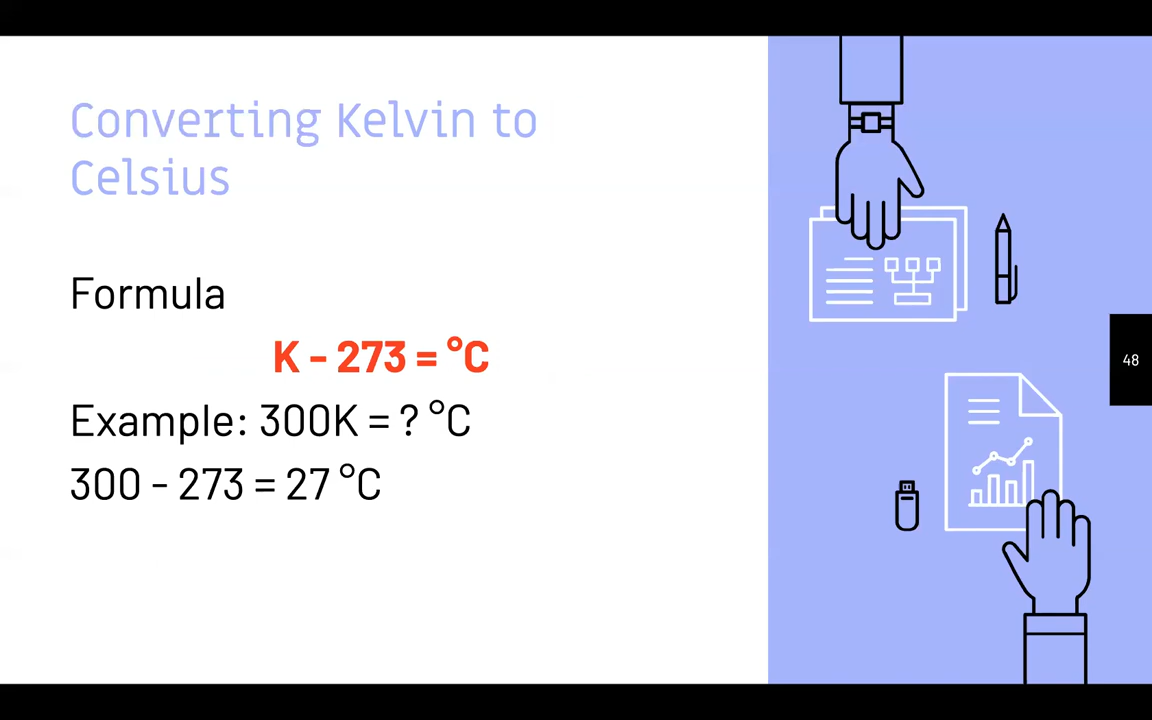 Converting Kelvin to
Celsius
Formula
K - 273 = °C
Example: 300K = ? °C
300 - 273 = 27 °C
48